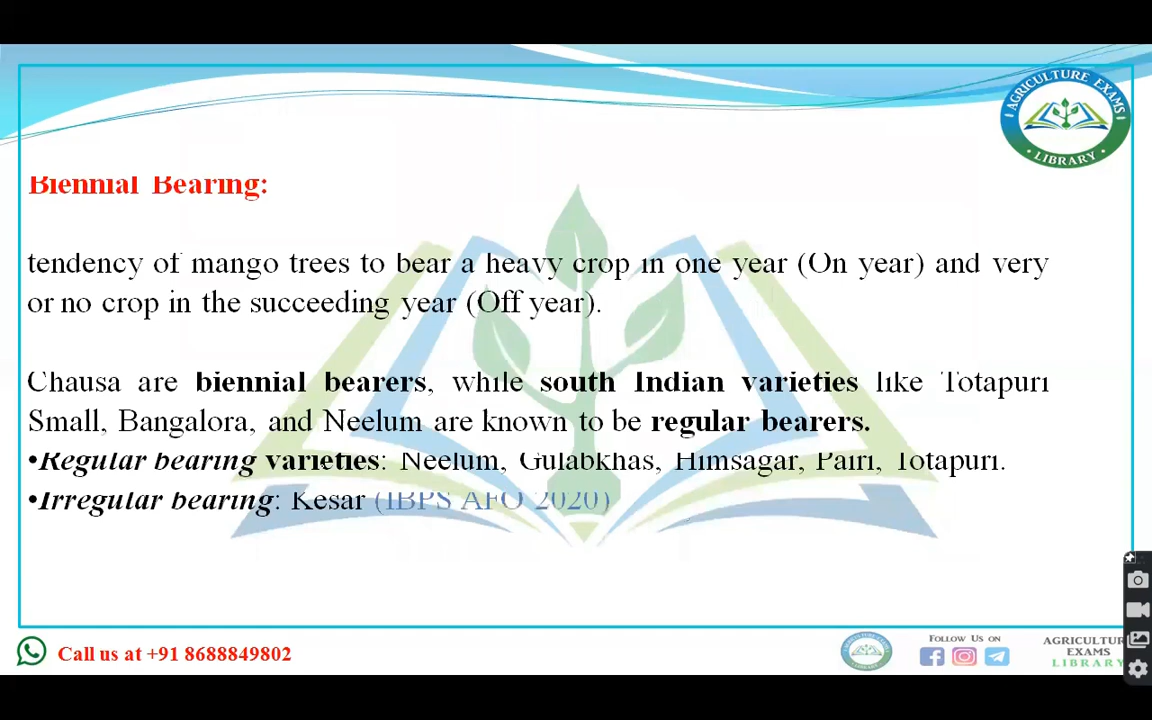 AGRICULTURE EXAMS
LIBRARY
Biennial Bearing:
tendency of mango trees to bear a heavy crop in one year (On year) and very
or no crop in the succeeding year (Off year).
Chausa are biennial bearers, while south Indian varieties like Totapuri
Small, Bangalora, and Neelum are known to be regular bearers.
•Regular bearing varieties: Neelum, Gulabkhas, Himsagar, Pairi, Totapuri.
•Irregular bearing: Kesar (IBPS AFO 2020)
Call us at +91 8688849802
FOLLOW US ON
AGRICULTUR
EXAMS
LIBRARY